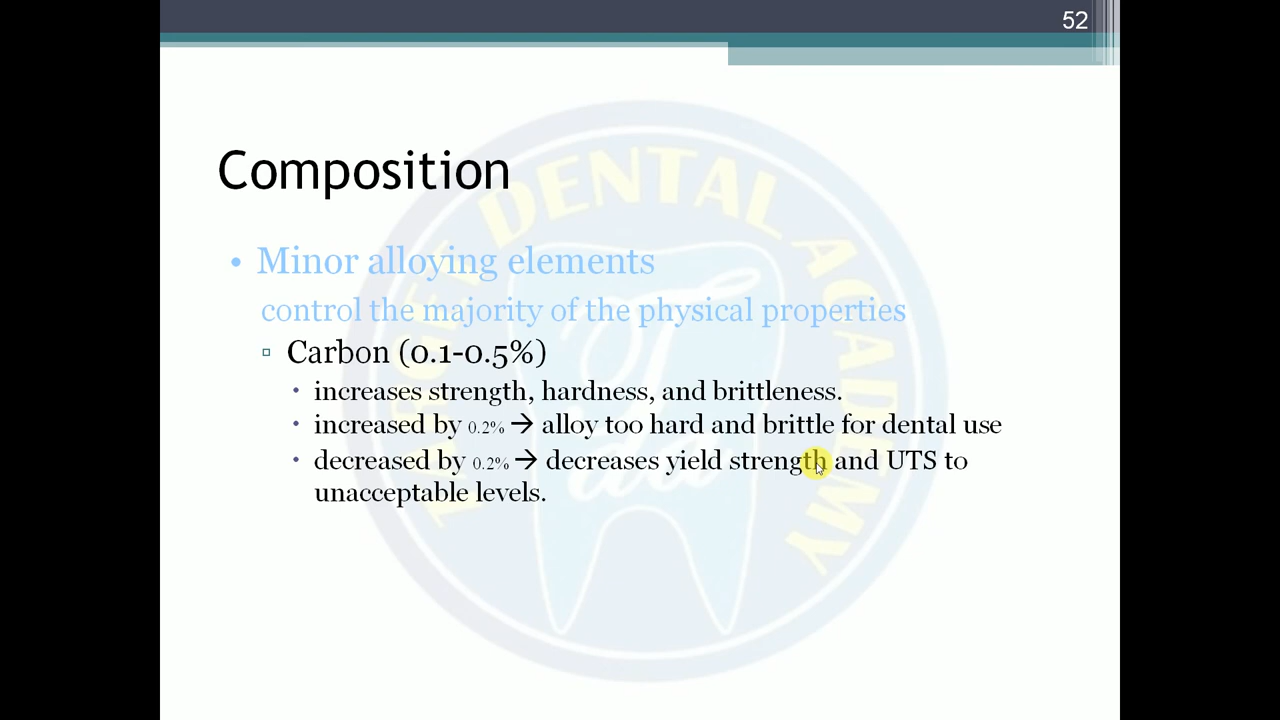 52
Composition
• Minor alloying elements
control the majority of the physical properties
▫ Carbon (0.1-0.5%)
• increases strength, hardness, and brittleness.
• increased by 0.2% → alloy too hard and brittle for dental use
• decreased by 0.2% → decreases yield strength and UTS to
unacceptable levels.
TARGET DENTAL ACADEMY